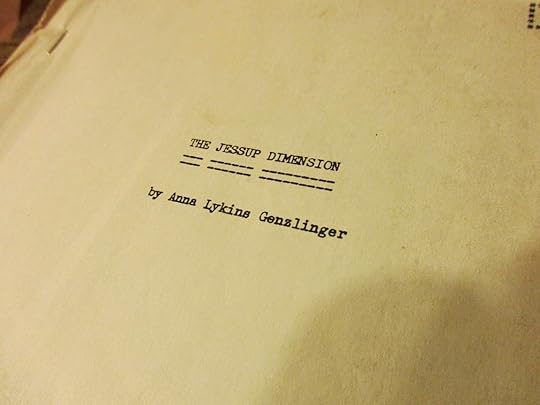 THE JESSUP DIMENSION
by Anna Lykins Genzlinger